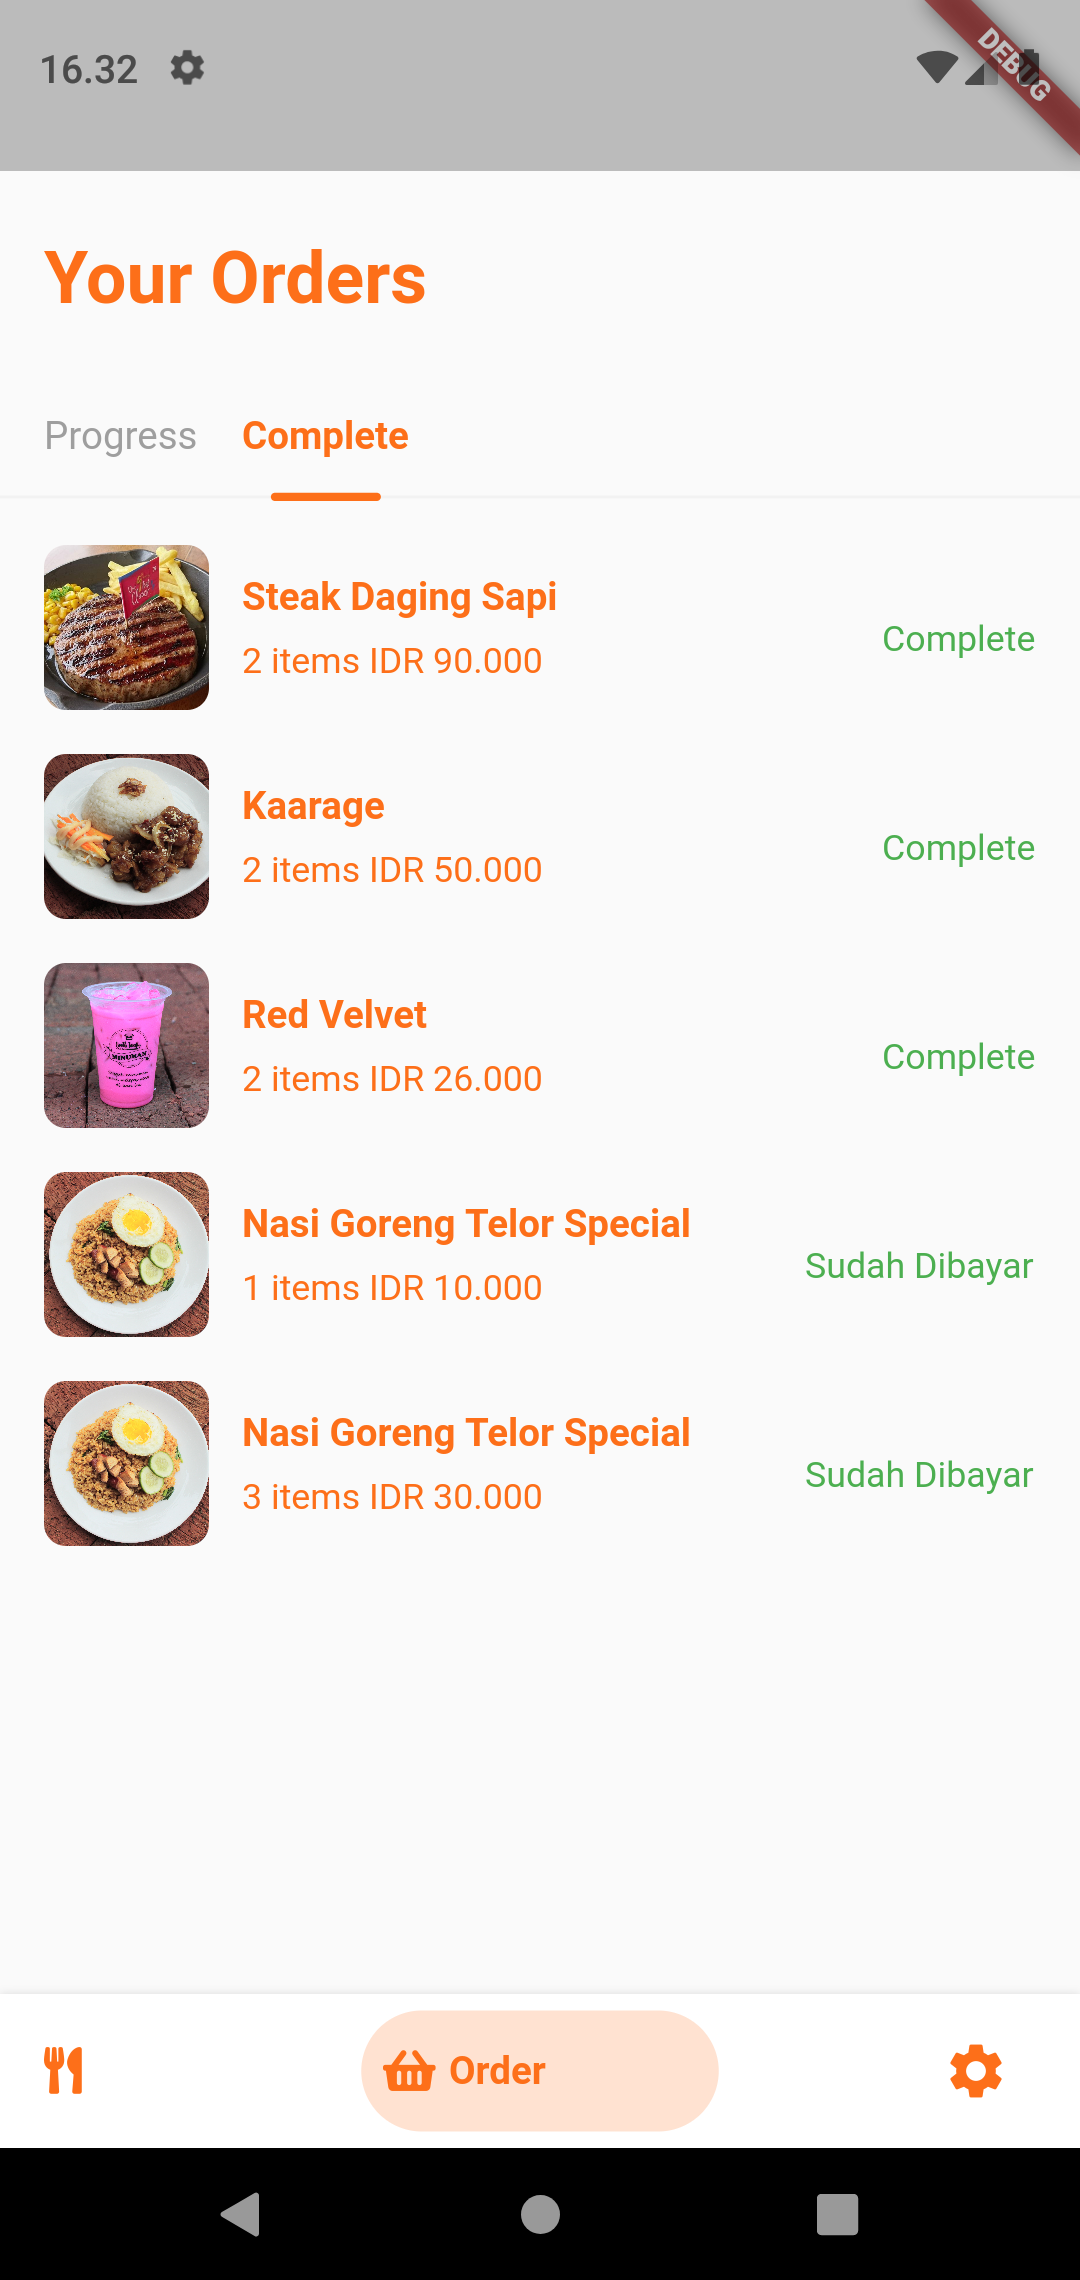 16.32
DEBUG
Your Orders
Progress Complete
Steak Daging Sapi
2 items IDR 90.000
Complete
Kaarage
2 items IDR 50.000
Complete
Red Velvet
2 items IDR 26.000
Complete
MINUMAN
Nasi Goreng Telor Special
1 items IDR 10.000
Sudah Dibayar
Nasi Goreng Telor Special
3 items IDR 30.000
Sudah Dibayar
Order